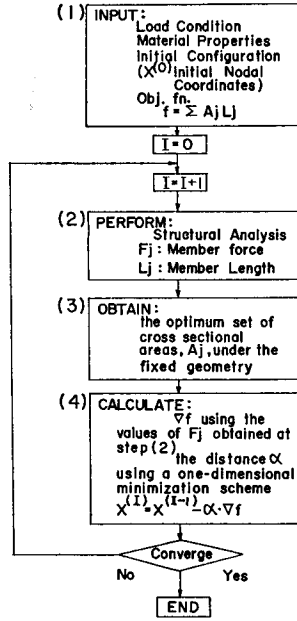 (1) INPUT:
Load Condition
Material Properties
Initial Configuration
(X^(0) Initial Nodal
Coordinates)
Obj. fn.
f = Σ Aj Lj
I = 0
I = I+1
(2) PERFORM:
Structural Analysis
Fj : Member force
Lj : Member Length
(3) OBTAIN:
the optimum set of
cross sectional
areas, Aj, under the
fixed geometry
(4) CALCULATE:
∇f using the
values of Fj obtained at
step(2)
the distance α
using a one-dimensional
minimization scheme
X^(I) = X^(I-1) - α·∇f
Converge
No Yes
END